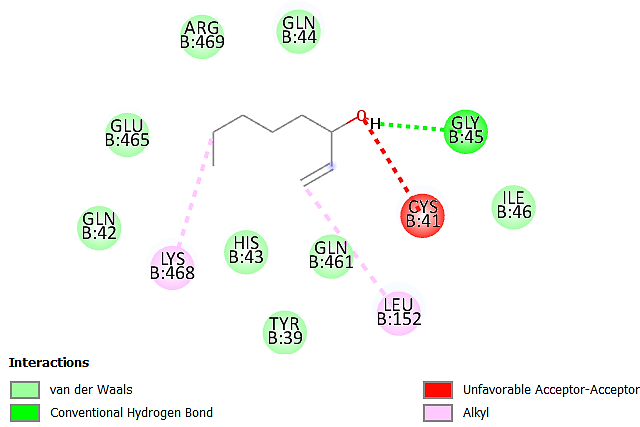 ARG
B:469
GLN
B:44
O
H
GLY
B:45
GLU
B:465
CYS
B:41
ILE
B:46
GLN
B:42
LYS
B:468
HIS
B:43
GLN
B:461
LEU
B:152
TYR
B:39
Interactions
van der Waals
Conventional Hydrogen Bond
Unfavorable Acceptor-Acceptor
Alkyl